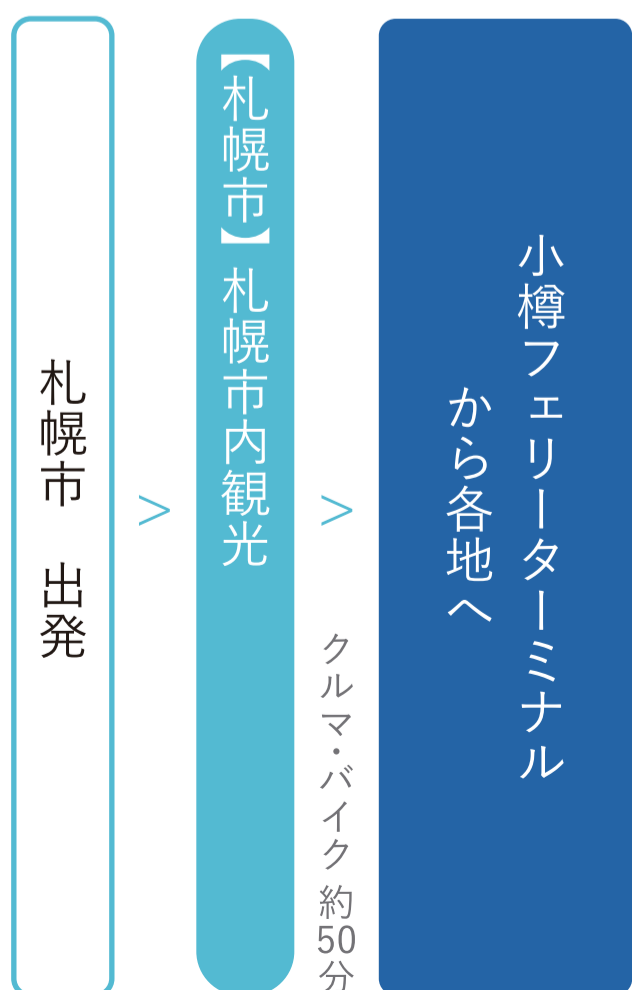 札幌市　出発
>
【札幌市】札幌市内観光
>
クルマ・バイク 約50分
小樽フェリーターミナル
から各地へ